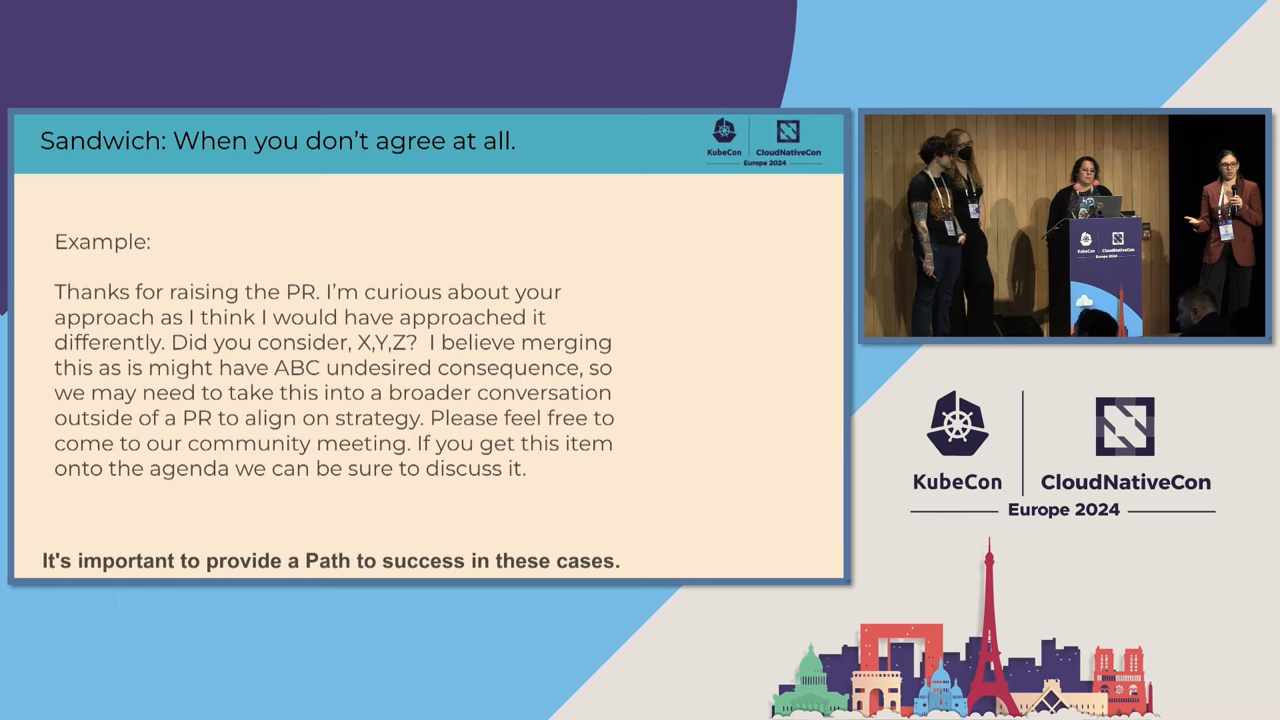 Sandwich: When you don't agree at all.
KubeCon
CloudNativeCon
Europe 2024
Example:
Thanks for raising the PR. I'm curious about your
approach as I think I would have approached it
differently. Did you consider, X,Y,Z?  I believe merging
this as is might have ABC undesired consequence, so
we may need to take this into a broader conversation
outside of a PR to align on strategy. Please feel free to
come to our community meeting. If you get this item
onto the agenda we can be sure to discuss it.
It's important to provide a Path to success in these cases.
KubeCon
CloudNativeCon
Europe 2024
KubeCon
CloudNativeCon
Europe 2024